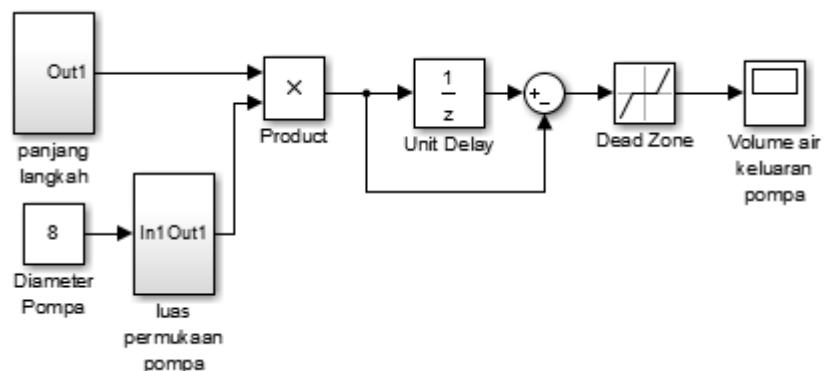 Out1
panjang
langkah
8
Diameter
Pompa
In1 Out1
luas
permukaan
pompa
×
Product
1
z
Unit Delay
+
−
Dead Zone
Volume air
keluaran
pompa